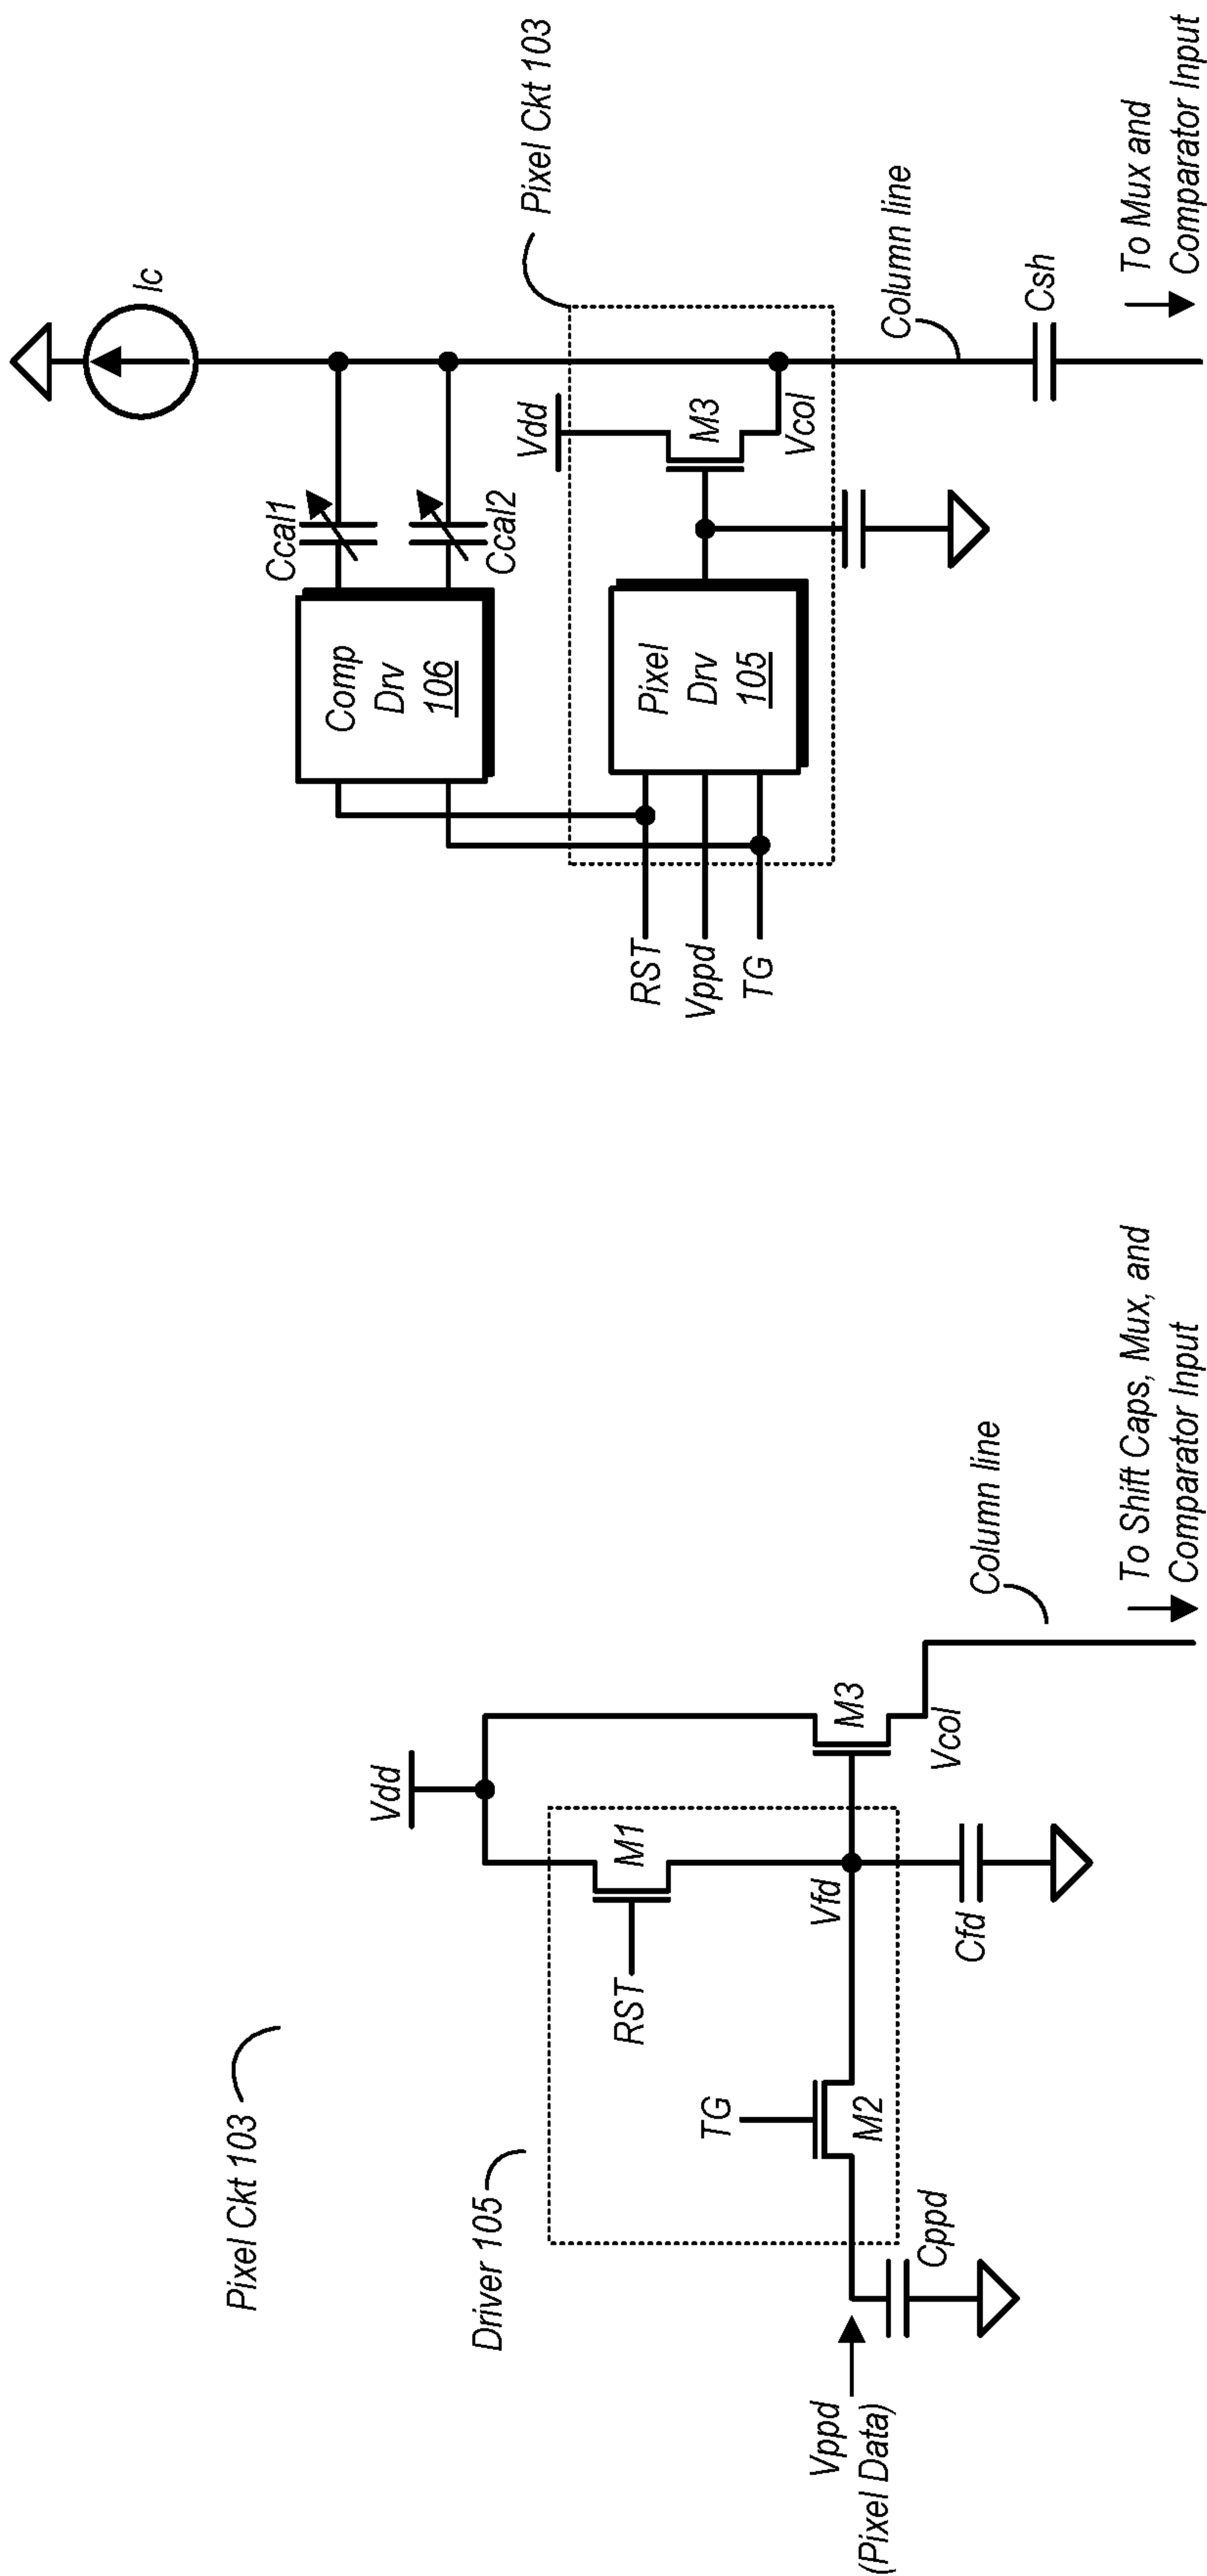 Pixel Ckt 103
Driver 105
Vdd
RST
M1
TG
M2
Vfd
M3
Vcol
Vppd
(Pixel Data)
Cppd
Cfd
Column line
To Shift Caps, Mux, and
Comparator Input
Ic
Ccal1
Ccal2
Comp
Drv
106
Pixel Ckt 103
Vdd
M3
Pixel
Drv
105
Vcol
RST
Vppd
TG
Column line
Csh
To Mux and
Comparator Input